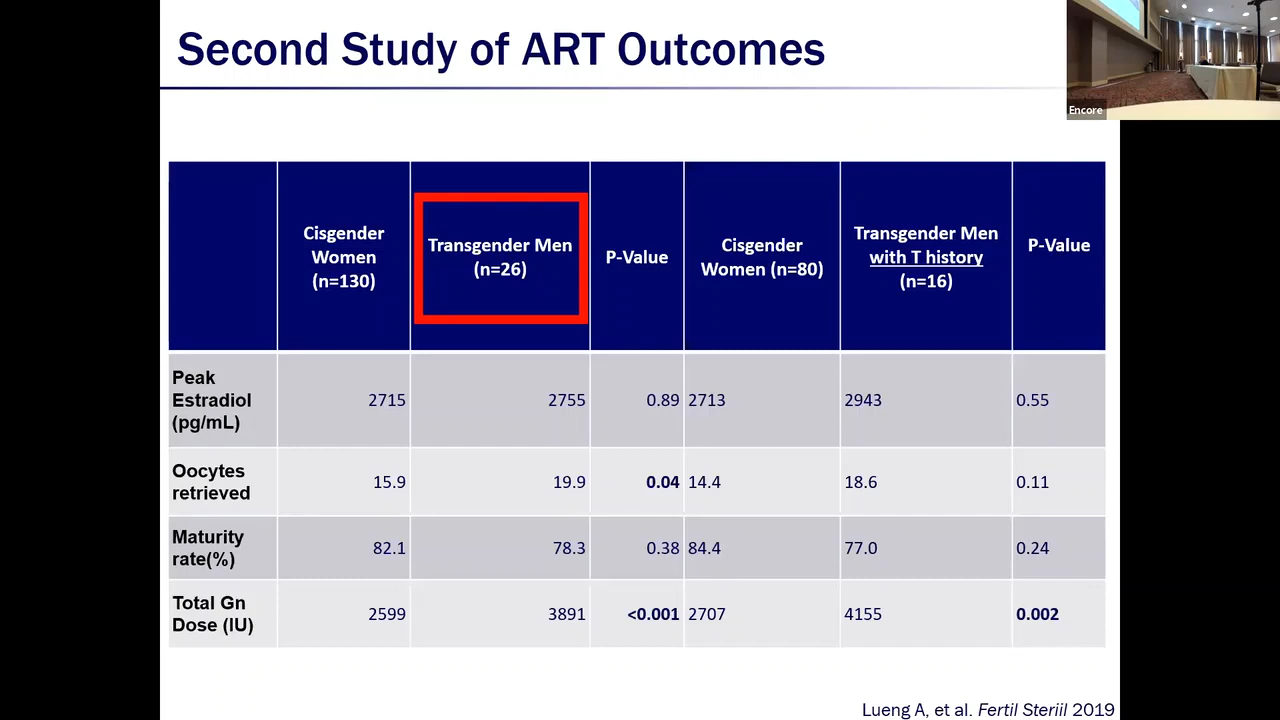 Second Study of ART Outcomes
Encore
Cisgender
Women
(n=130)
Transgender Men
(n=26)
P-Value
Cisgender
Women (n=80)
Transgender Men
with T history
(n=16)
P-Value
Peak
Estradiol
(pg/mL)
2715
2755
0.89
2713
2943
0.55
Oocytes
retrieved
15.9
19.9
0.04
14.4
18.6
0.11
Maturity
rate(%)
82.1
78.3
0.38
84.4
77.0
0.24
Total Gn
Dose (IU)
2599
3891
<0.001
2707
4155
0.002
Lueng A, et al. Fertil Steriil 2019